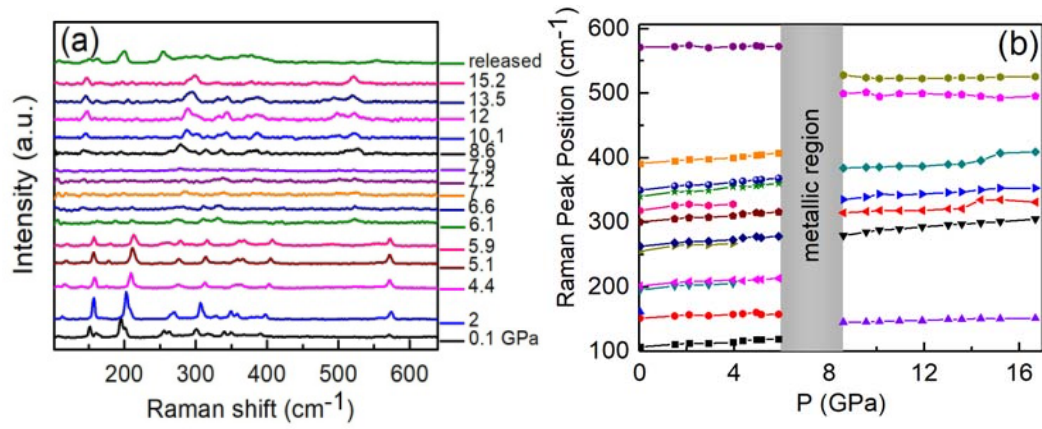 (a)
Intensity (a.u.)
released
15.2
13.5
12
10.1
8.6
7.9
7.2
7
6.6
6.1
5.9
5.1
4.4
2
0.1 GPa
200 300 400 500 600
Raman shift (cm-1)
(b)
Raman Peak Position (cm-1)
600
500
400
300
200
100
metallic region
0 4 8 12 16
P (GPa)